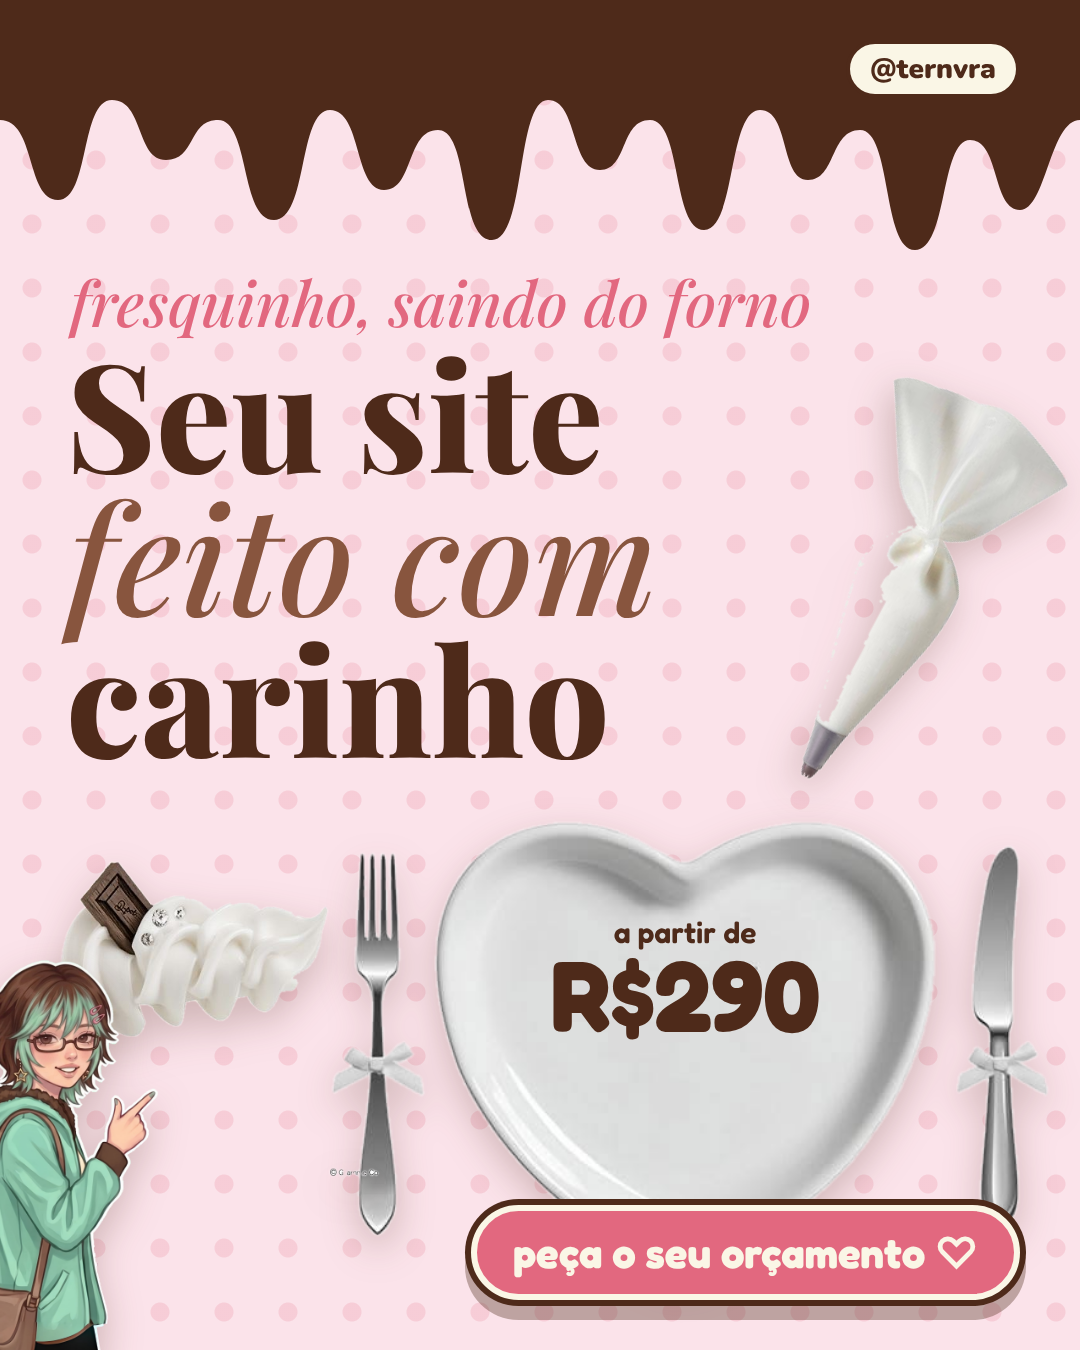 @ternvra
fresquinho, saindo do forno
Seu site
feito com
carinho
a partir de
R$290
peça o seu orçamento ♡